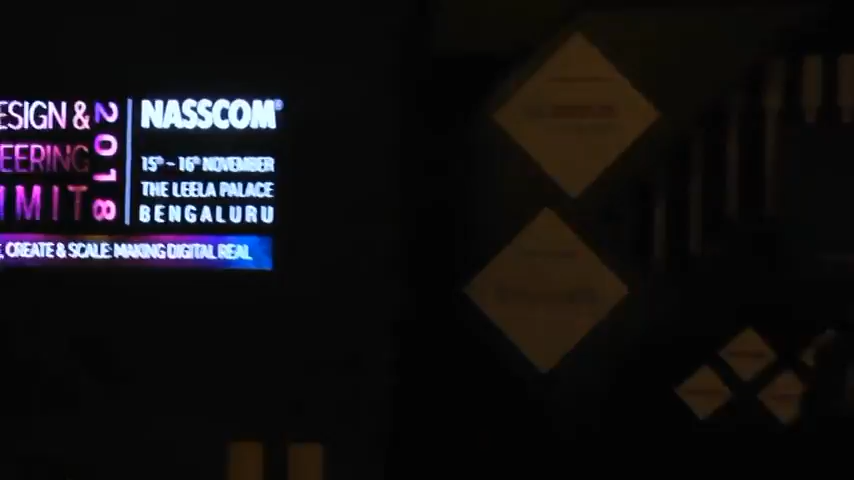 ESIGN &
EERING
MIT
2018
NASSCOM®
15th - 16th NOVEMBER
THE LEELA PALACE
BENGALURU
, CREATE & SCALE: MAKING DIGITAL REAL